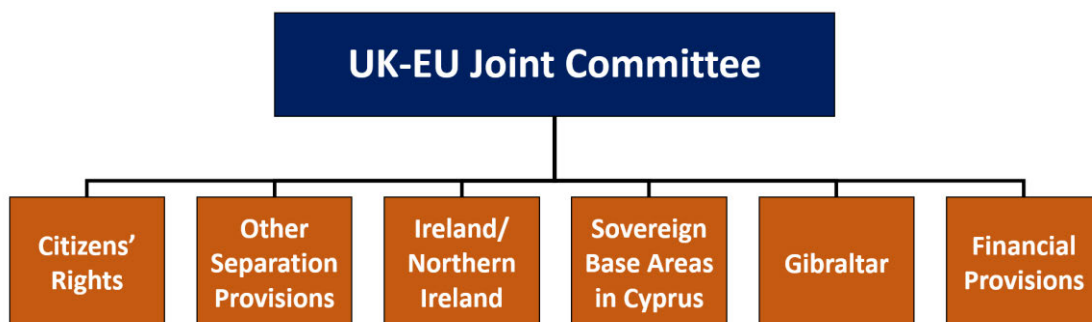 UK-EU Joint Committee
Citizens’
Rights
Other
Separation
Provisions
Ireland/
Northern
Ireland
Sovereign
Base Areas
in Cyprus
Gibraltar
Financial
Provisions